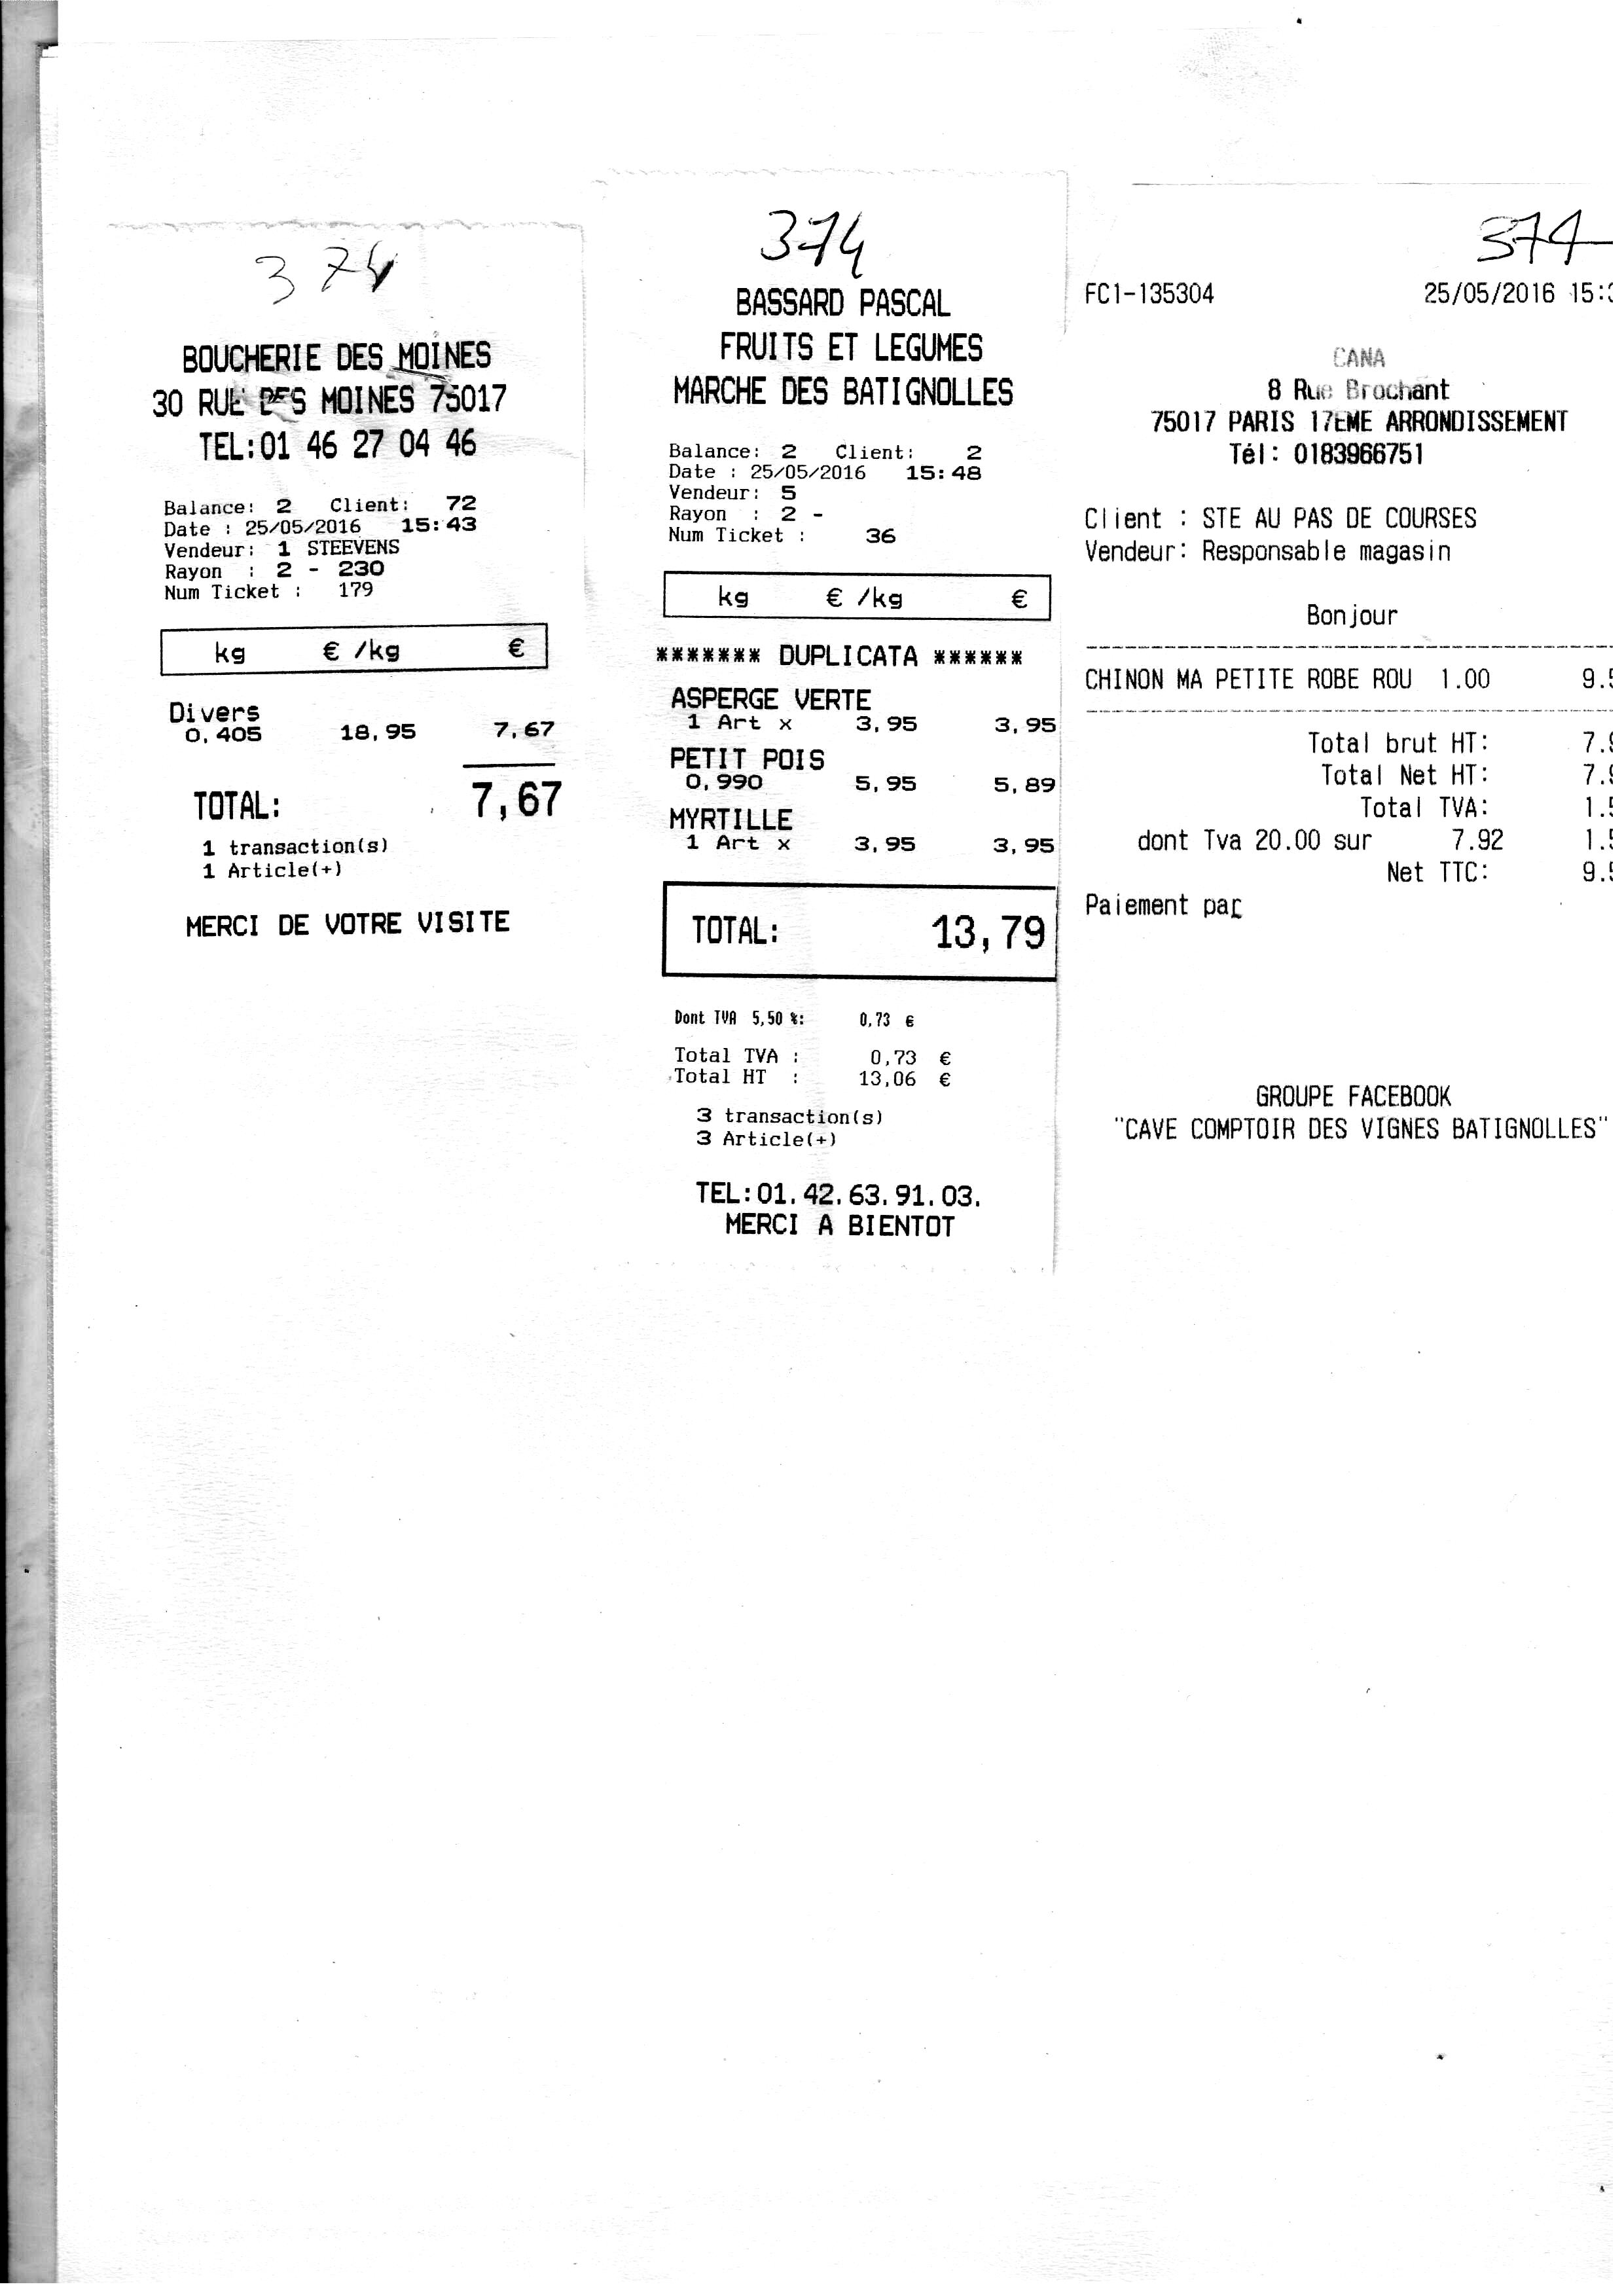 374
BOUCHERIE DES MOINES
30 RUE DES MOINES 75017
TEL:01 46 27 04 46
Balance: 2 Client: 72
Date : 25/05/2016 15:43
Vendeur: 1 STEEVENS
Rayon : 2 - 230
Num Ticket : 179
kg € /kg €
Divers
0,405 18,95 7,67
TOTAL: 7,67
1 transaction(s)
1 Article(+)
MERCI DE VOTRE VISITE
374
BASSARD PASCAL
FRUITS ET LEGUMES
MARCHE DES BATIGNOLLES
Balance: 2 Client: 2
Date : 25/05/2016 15:48
Vendeur: 5
Rayon : 2 -
Num Ticket : 36
kg € /kg €
******* DUPLICATA ******
ASPERGE VERTE
1 Art x 3,95 3,95
PETIT POIS
0,990 5,95 5,89
MYRTILLE
1 Art x 3,95 3,95
TOTAL: 13,79
Dont TVA 5,50 %: 0,73 €
Total TVA : 0,73 €
Total HT : 13,06 €
3 transaction(s)
3 Article(+)
TEL:01.42.63.91.03.
MERCI A BIENTOT
374
FC1-135304 25/05/2016 15:
CANA
8 Rue Brochant
75017 PARIS 17EME ARRONDISSEMENT
Tél: 0183966751
Client : STE AU PAS DE COURSES
Vendeur: Responsable magasin
Bonjour
CHINON MA PETITE ROBE ROU 1.00 9.
Total brut HT: 7.
Total Net HT: 7.
Total TVA: 1.
dont Tva 20.00 sur 7.92 1.
Net TTC: 9.
Paiement par
GROUPE FACEBOOK
"CAVE COMPTOIR DES VIGNES BATIGNOLLES"